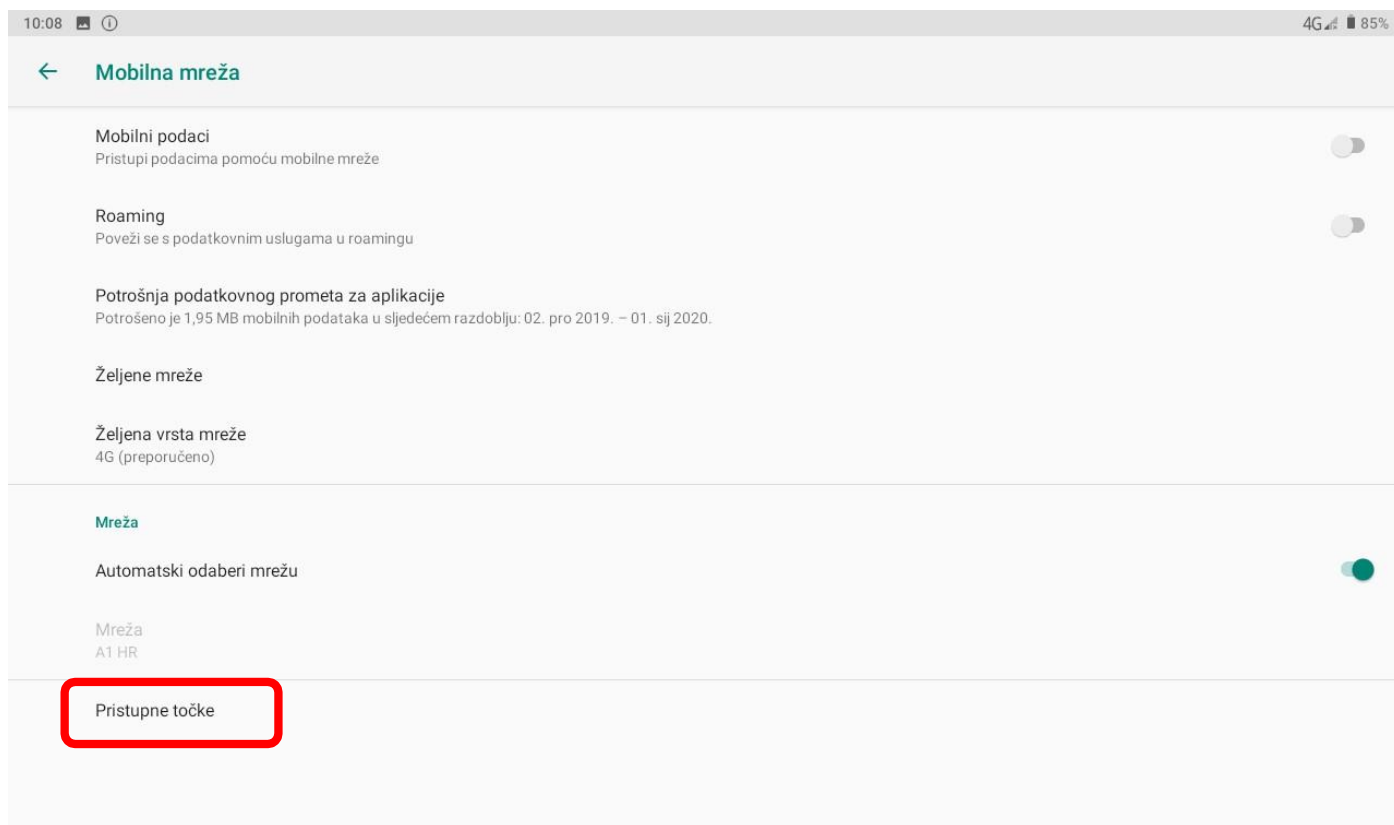 10:08 4G 85%
Mobilna mreža
Mobilni podaci
Pristupi podacima pomoću mobilne mreže
Roaming
Poveži se s podatkovnim uslugama u roamingu
Potrošnja podatkovnog prometa za aplikacije
Potrošeno je 1,95 MB mobilnih podataka u sljedećem razdoblju: 02. pro 2019. – 01. sij 2020.
Željene mreže
Željena vrsta mreže
4G (preporučeno)
Mreža
Automatski odaberi mrežu
Mreža
A1 HR
Pristupne točke